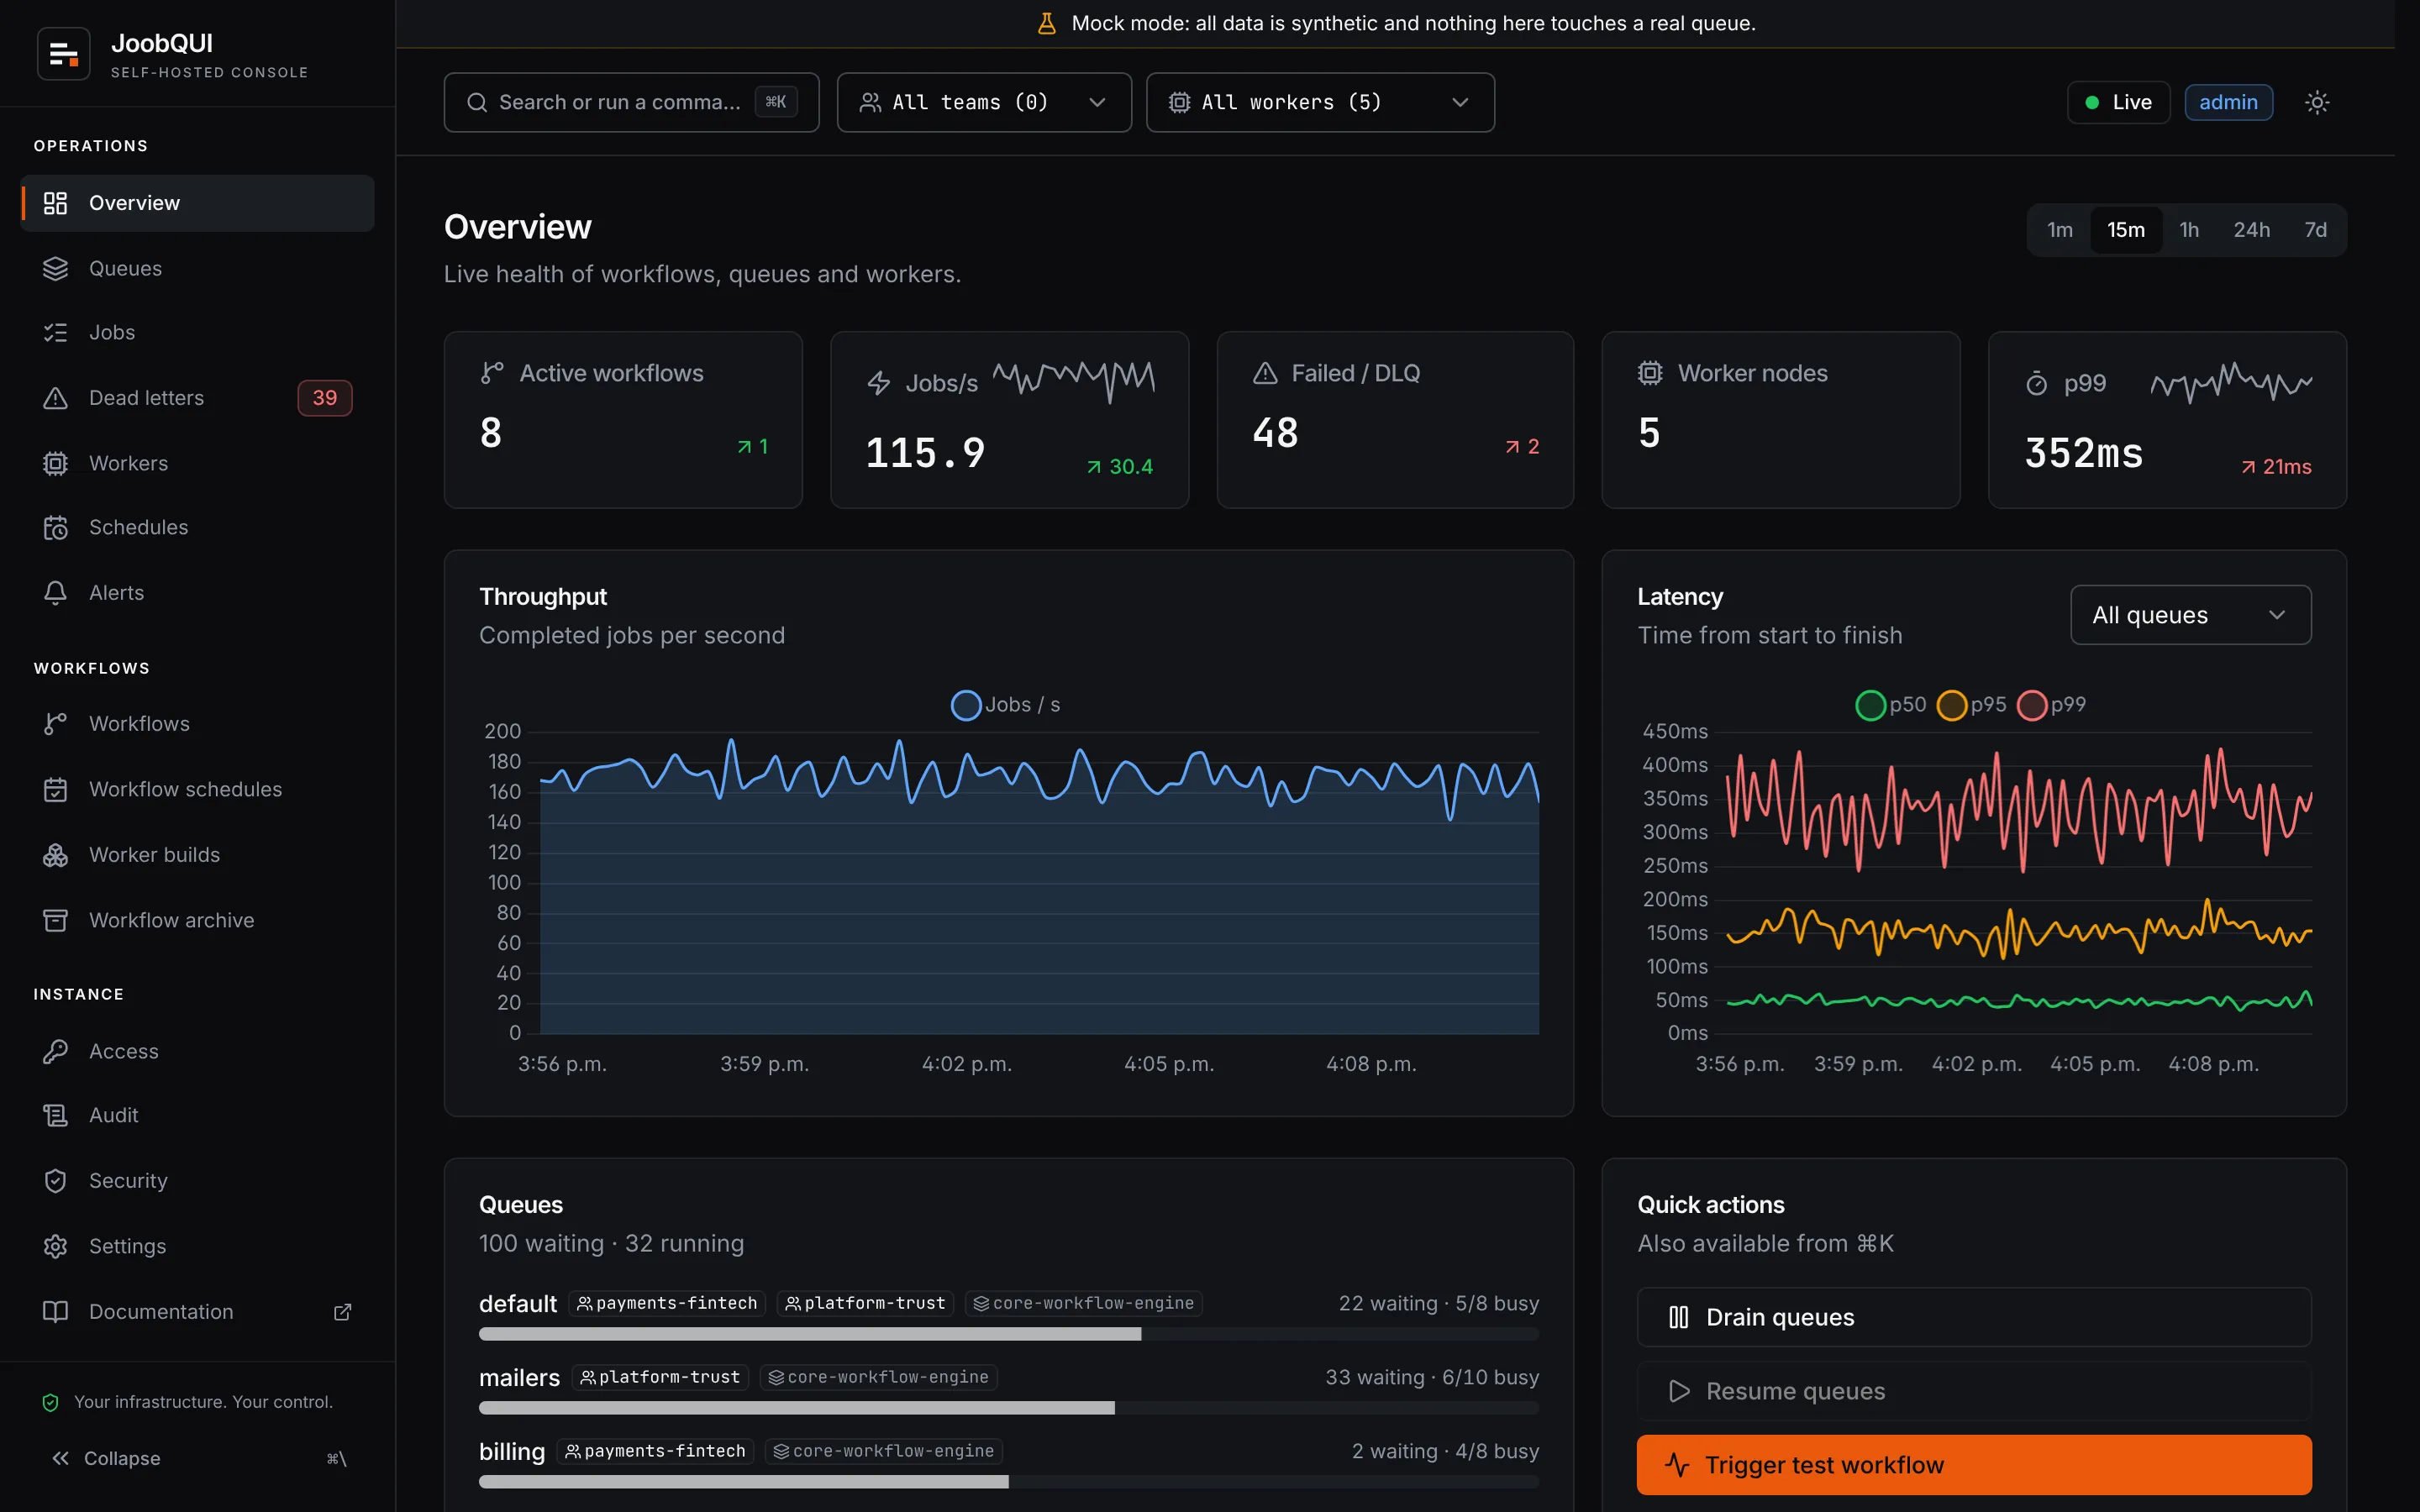 JoobQUI
SELF-HOSTED CONSOLE
OPERATIONS
Overview
Queues
Jobs
Dead letters 39
Workers
Schedules
Alerts
WORKFLOWS
Workflows
Workflow schedules
Worker builds
Workflow archive
INSTANCE
Access
Audit
Security
Settings
Documentation
Your infrastructure. Your control.
Collapse ⌘\
Mock mode: all data is synthetic and nothing here touches a real queue.
Search or run a comma... ⌘K
All teams (0)
All workers (5)
Live
admin
Overview
Live health of workflows, queues and workers.
1m 15m 1h 24h 7d
Active workflows
8
1
Jobs/s
115.9
30.4
Failed / DLQ
48
2
Worker nodes
5
p99
352ms
21ms
Throughput
Completed jobs per second
Jobs / s
200
180
160
140
120
100
80
60
40
20
0
3:56 p.m. 3:59 p.m. 4:02 p.m. 4:05 p.m. 4:08 p.m.
Latency
Time from start to finish
All queues
p50 p95 p99
450ms
400ms
350ms
300ms
250ms
200ms
150ms
100ms
50ms
0ms
3:56 p.m. 3:59 p.m. 4:02 p.m. 4:05 p.m. 4:08 p.m.
Queues
100 waiting · 32 running
default payments-fintech platform-trust core-workflow-engine 22 waiting · 5/8 busy
mailers platform-trust core-workflow-engine 33 waiting · 6/10 busy
billing payments-fintech core-workflow-engine 2 waiting · 4/8 busy
Quick actions
Also available from ⌘K
Drain queues
Resume queues
Trigger test workflow